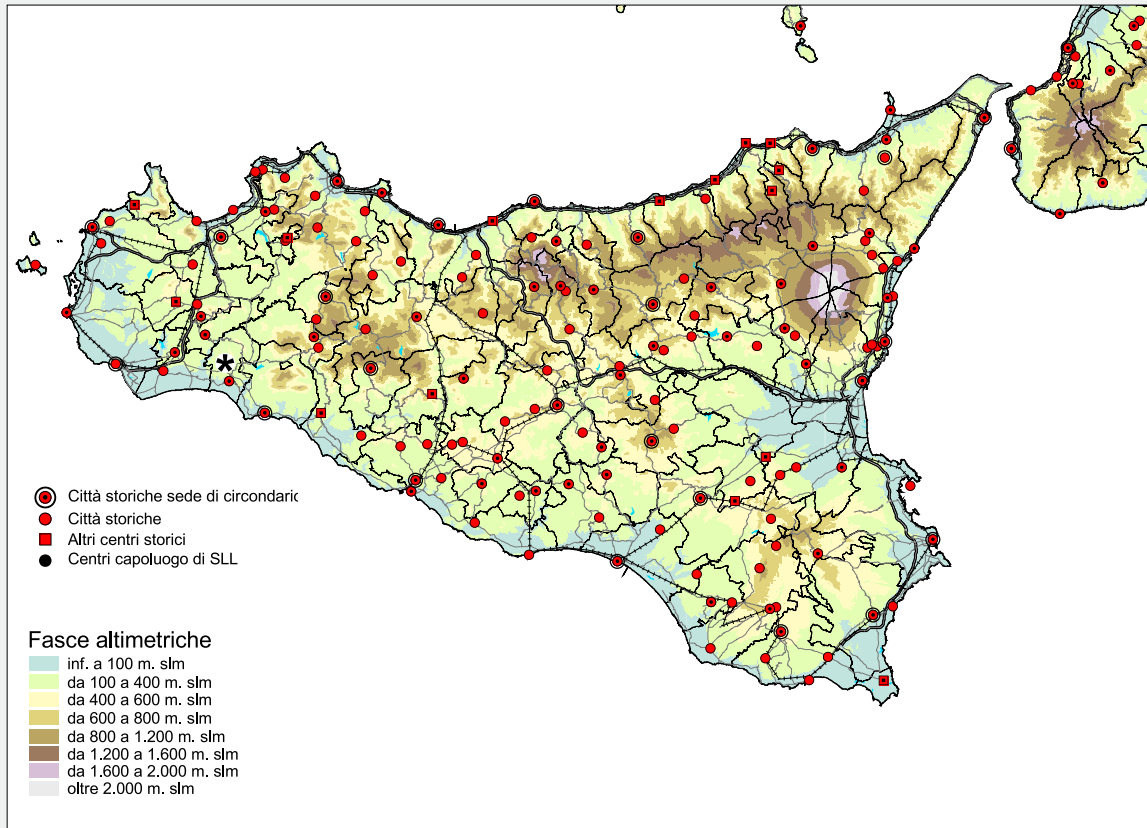 *
Città storiche sede di circondaric
Città storiche
Altri centri storici
Centri capoluogo di SLL
Fasce altimetriche
inf. a 100 m. slm
da 100 a 400 m. slm
da 400 a 600 m. slm
da 600 a 800 m. slm
da 800 a 1.200 m. slm
da 1.200 a 1.600 m. slm
da 1.600 a 2.000 m. slm
oltre 2.000 m. slm